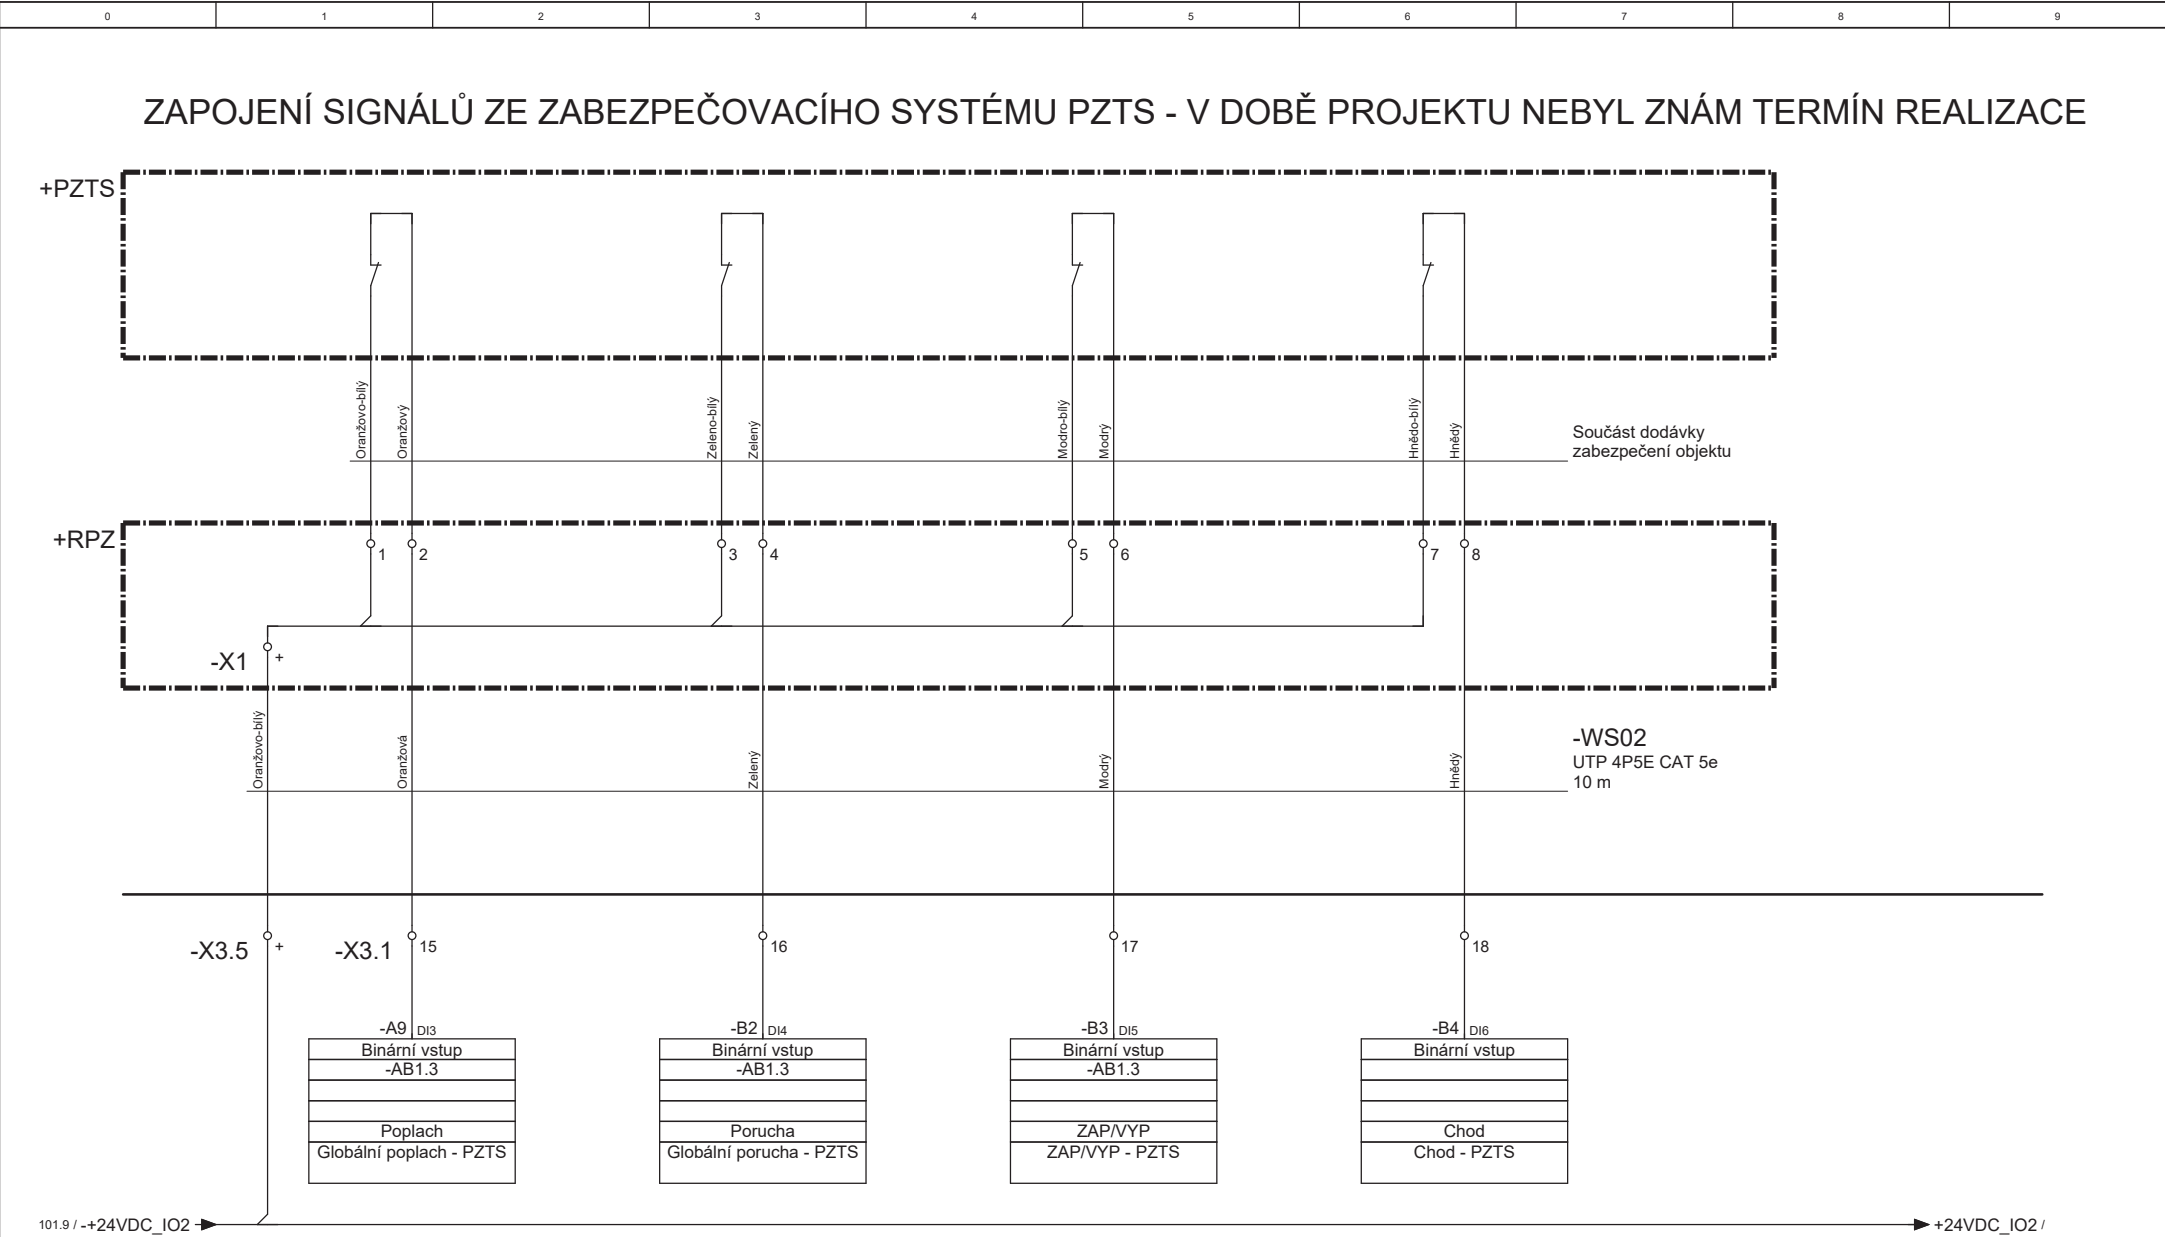 0 1 2 3 4 5 6 7 8 9
ZAPOJENÍ SIGNÁLŮ ZE ZABEZPEČOVACÍHO SYSTÉMU PZTS - V DOBĚ PROJEKTU NEBYL ZNÁM TERMÍN REALIZACE
+PZTS
Oranžovo-bílý
Oranžový
Zeleno-bílý
Zelený
Modro-bílý
Modrý
Hnědo-bílý
Hnědý
Součást dodávky
zabezpečení objektu
+RPZ
1 2 3 4 5 6 7 8
-X1 +
Oranžovo-bílý
Oranžová
Zelený
Modrý
Hnědý
-WS02
UTP 4P5E CAT 5e
10 m
-X3.5 + -X3.1 15 16 17 18
-A9 DI3
Binární vstup
-AB1.3
Poplach
Globální poplach - PZTS
-B2 DI4
Binární vstup
-AB1.3
Porucha
Globální porucha - PZTS
-B3 DI5
Binární vstup
-AB1.3
ZAP/VYP
ZAP/VYP - PZTS
-B4 DI6
Binární vstup
Chod
Chod - PZTS
101.9 / -+24VDC_IO2
+24VDC_IO2 /